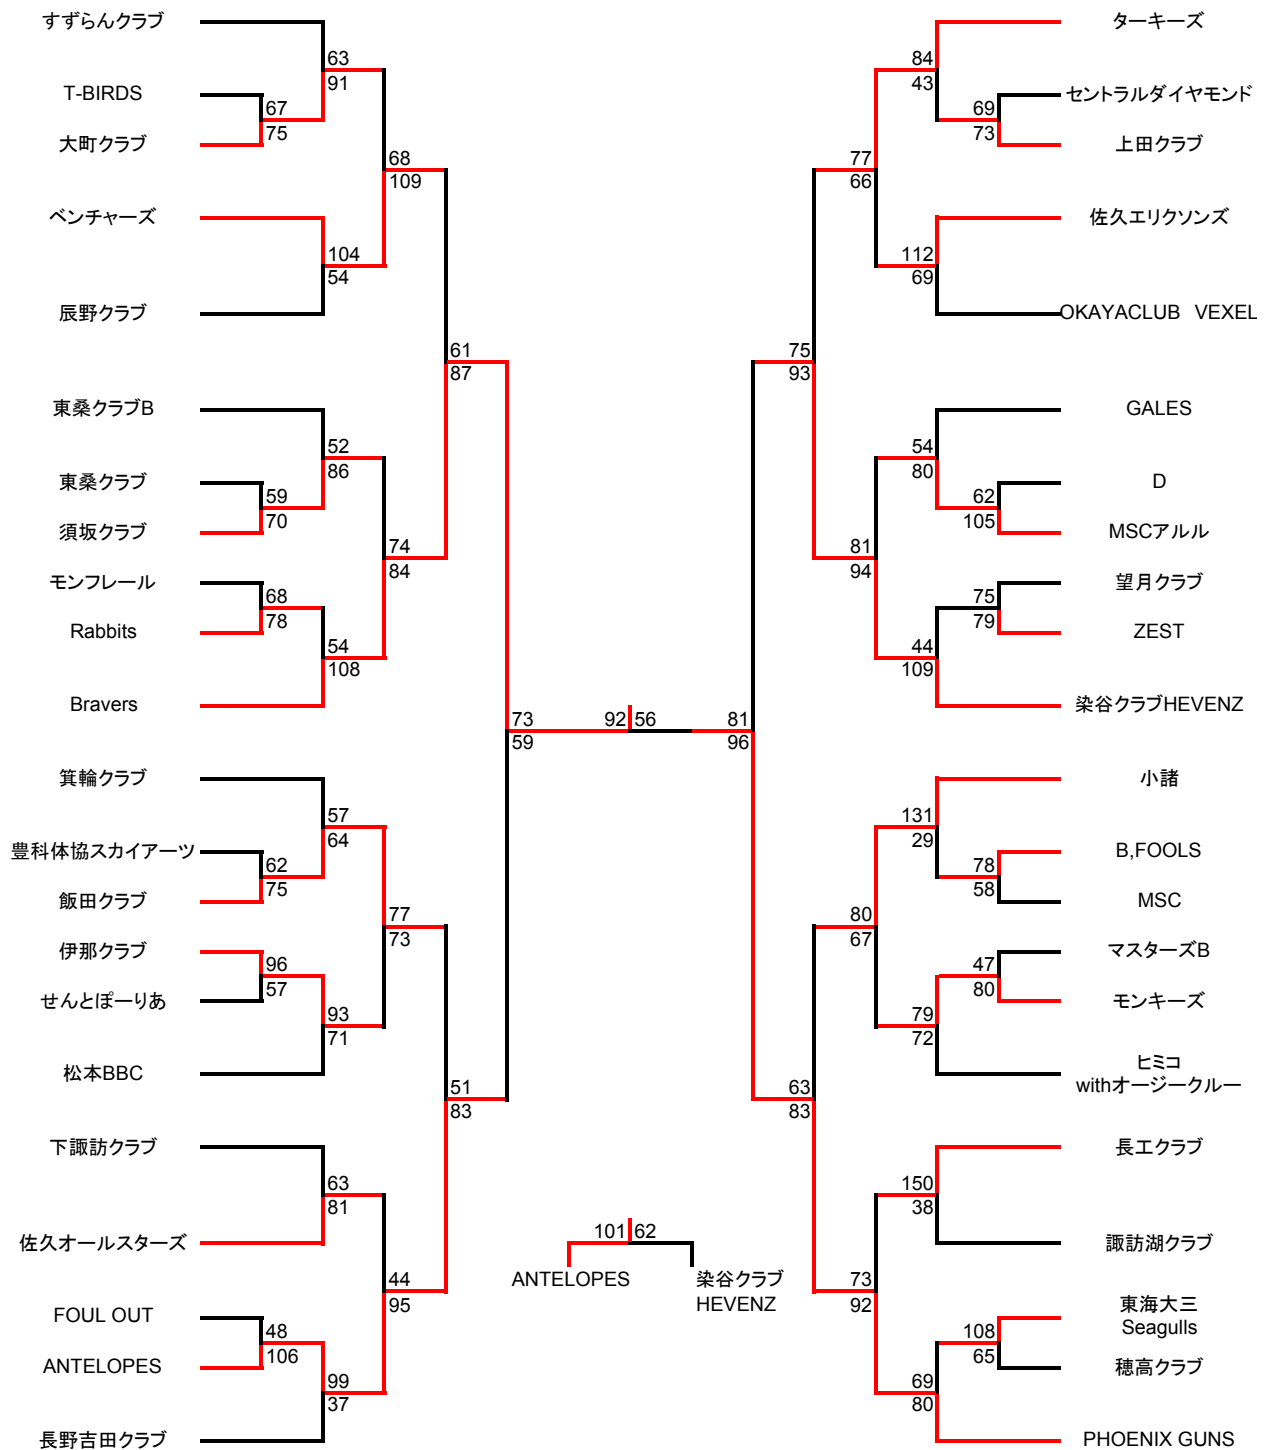 すずらんクラブ
63
91
T-BIRDS
67
75
大町クラブ
68
109
ベンチャーズ
104
54
辰野クラブ
61
87
東桑クラブB
52
86
東桑クラブ
59
70
須坂クラブ
74
84
モンフレール
68
78
Rabbits
54
108
Bravers
73
59
箕輪クラブ
57
64
豊科体協スカイアーツ
62
75
飯田クラブ
77
73
伊那クラブ
96
57
せんとぽーりあ
93
71
松本BBC
51
83
下諏訪クラブ
63
81
佐久オールスターズ
44
95
FOUL OUT
48
106
ANTELOPES
99
37
長野吉田クラブ
92 56
101 62
ANTELOPES
染谷クラブ
HEVENZ
ターキーズ
84
43
セントラルダイヤモンド
69
73
上田クラブ
77
66
佐久エリクソンズ
112
69
OKAYACLUB VEXEL
75
93
GALES
54
80
D
62
105
MSCアルル
81
94
望月クラブ
75
79
ZEST
44
109
染谷クラブHEVENZ
81
96
小諸
131
29
B,FOOLS
78
58
MSC
80
67
マスターズB
47
80
モンキーズ
79
72
ヒミコ
withオージークルー
63
83
長工クラブ
150
38
諏訪湖クラブ
73
92
東海大三
Seagulls
108
65
穂高クラブ
69
80
PHOENIX GUNS